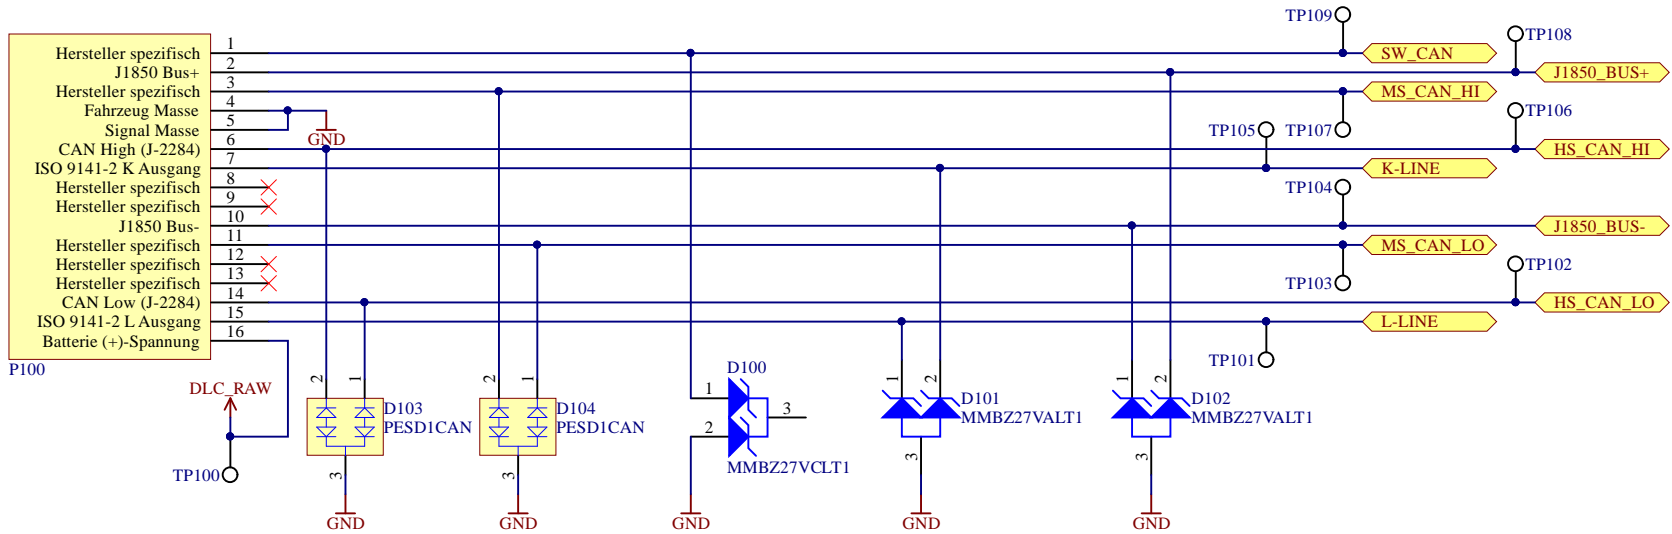 TP109
TP108
Hersteller spezifisch 1 SW_CAN
J1850 Bus+ 2 J1850_BUS+
Hersteller spezifisch 3 MS_CAN_HI
Fahrzeug Masse 4 TP106
Signal Masse 5 GND TP105 TP107
CAN High (J-2284) 6 HS_CAN_HI
ISO 9141-2 K Ausgang 7 K-LINE
Hersteller spezifisch 8 TP104
Hersteller spezifisch 9
J1850 Bus- 10 J1850_BUS-
Hersteller spezifisch 11 MS_CAN_LO
Hersteller spezifisch 12 TP102
Hersteller spezifisch 13 TP103
CAN Low (J-2284) 14 HS_CAN_LO
ISO 9141-2 L Ausgang 15 L-LINE
Batterie (+)-Spannung 16
P100 TP101
DLC_RAW
TP100
2 1
D103
PESD1CAN
3
GND
2 1
D104
PESD1CAN
3
GND
D100
1
3
2
MMBZ27VCLT1
GND
1 2
D101
MMBZ27VALT1
3
GND
1 2
D102
MMBZ27VALT1
3
GND